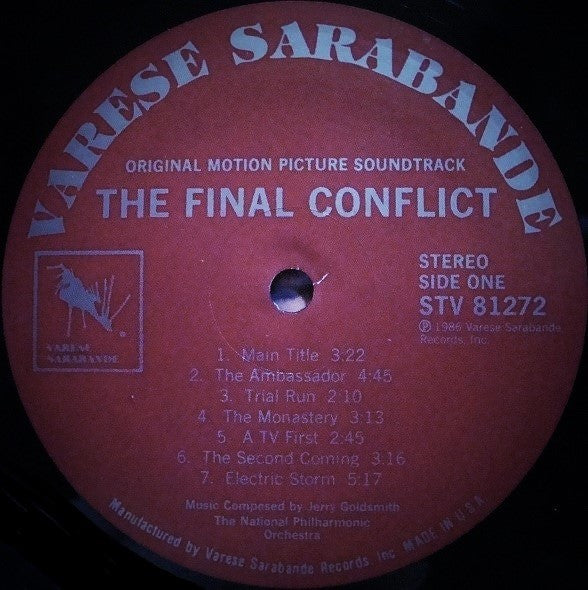 VARESE SARABANDE
ORIGINAL MOTION PICTURE SOUNDTRACK
THE FINAL CONFLICT
VARESE
SARABANDE
STEREO
SIDE ONE
STV 81272
℗ 1986 Varese Sarabande
Records, Inc.
1. Main Title 3:22
2. The Ambassador 4:45
3. Trial Run 2:10
4. The Monastery 3:13
5. A TV First 2:45
6. The Second Coming 3:16
7. Electric Storm 5:17
Music Composed by Jerry Goldsmith
The National Philharmonic
Orchestra
Manufactured by Varese Sarabande Records, Inc. MADE IN U.S.A.